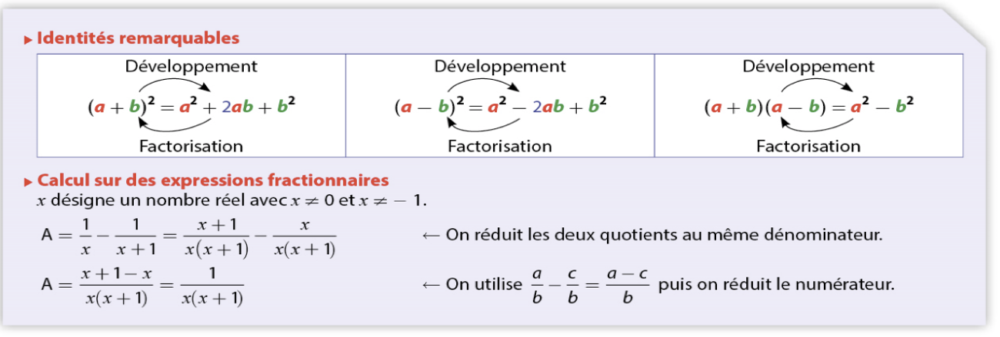 ▸ Identités remarquables
Développement
(a + b)² = a² + 2ab + b²
Factorisation
Développement
(a − b)² = a² − 2ab + b²
Factorisation
Développement
(a + b)(a − b) = a² − b²
Factorisation
▸ Calcul sur des expressions fractionnaires
x désigne un nombre réel avec x ≠ 0 et x ≠ − 1.
A = 1/x − 1/(x + 1) = (x + 1)/(x(x + 1)) − x/(x(x + 1)) ← On réduit les deux quotients au même dénominateur.
A = (x + 1 − x)/(x(x + 1)) = 1/(x(x + 1)) ← On utilise a/b − c/b = (a − c)/b puis on réduit le numérateur.